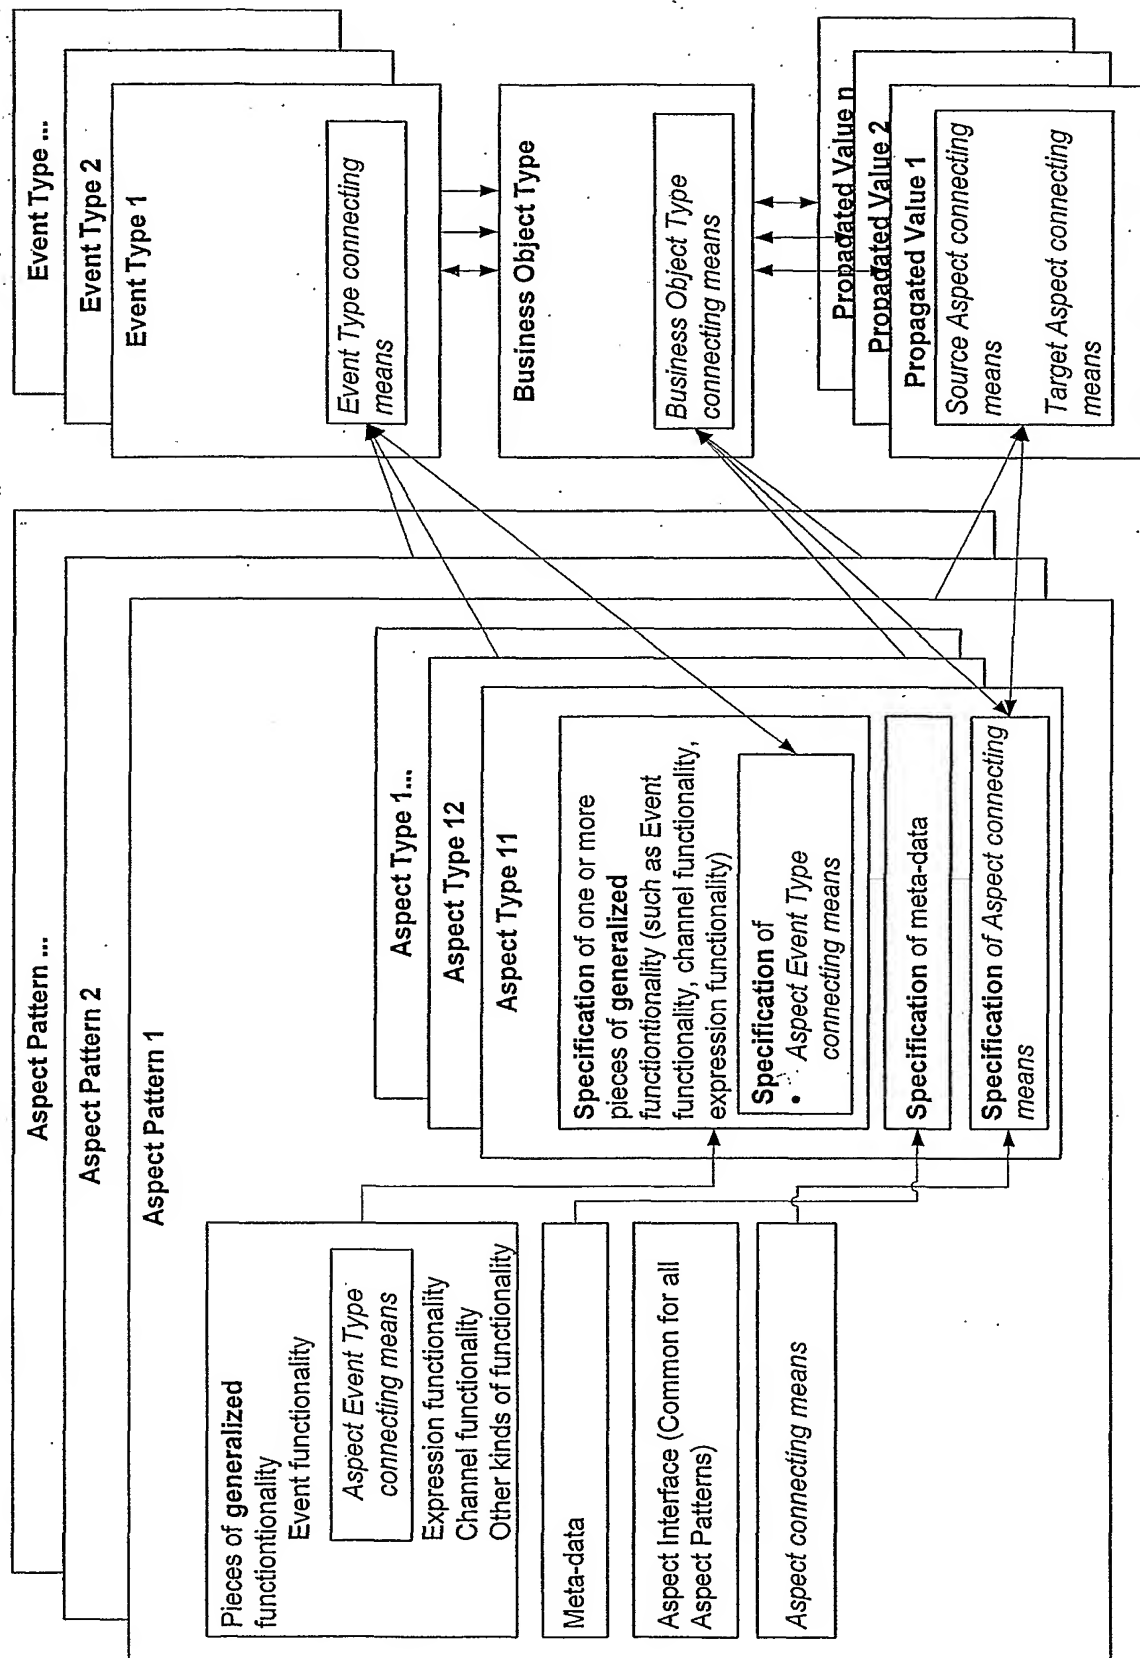 Aspect Pattern ...
Aspect Pattern 2
Aspect Pattern 1
Pieces of generalized
functiontionality
Event functionality
Aspect Event Type
connecting means
Expression functionality
Channel functionality
Other kinds of functionality
Meta-data
Aspect Interface (Common for all
Aspect Patterns)
Aspect connecting means
Aspect Type 1...
Aspect Type 12
Aspect Type 11
Specification of one or more
pieces of generalized
functiontionality (such as Event
functionality, channel functionality,
expression functionality)
Specification of
• Aspect Event Type
connecting means
Specification of meta-data
Specification of Aspect connecting
means
Event Type ...
Event Type 2
Event Type 1
Event Type connecting
means
Business Object Type
Business Object Type
connecting means
Propadated Value n
Propadated Value 2
Propagated Value 1
Source Aspect connecting
means
Target Aspect connecting
means